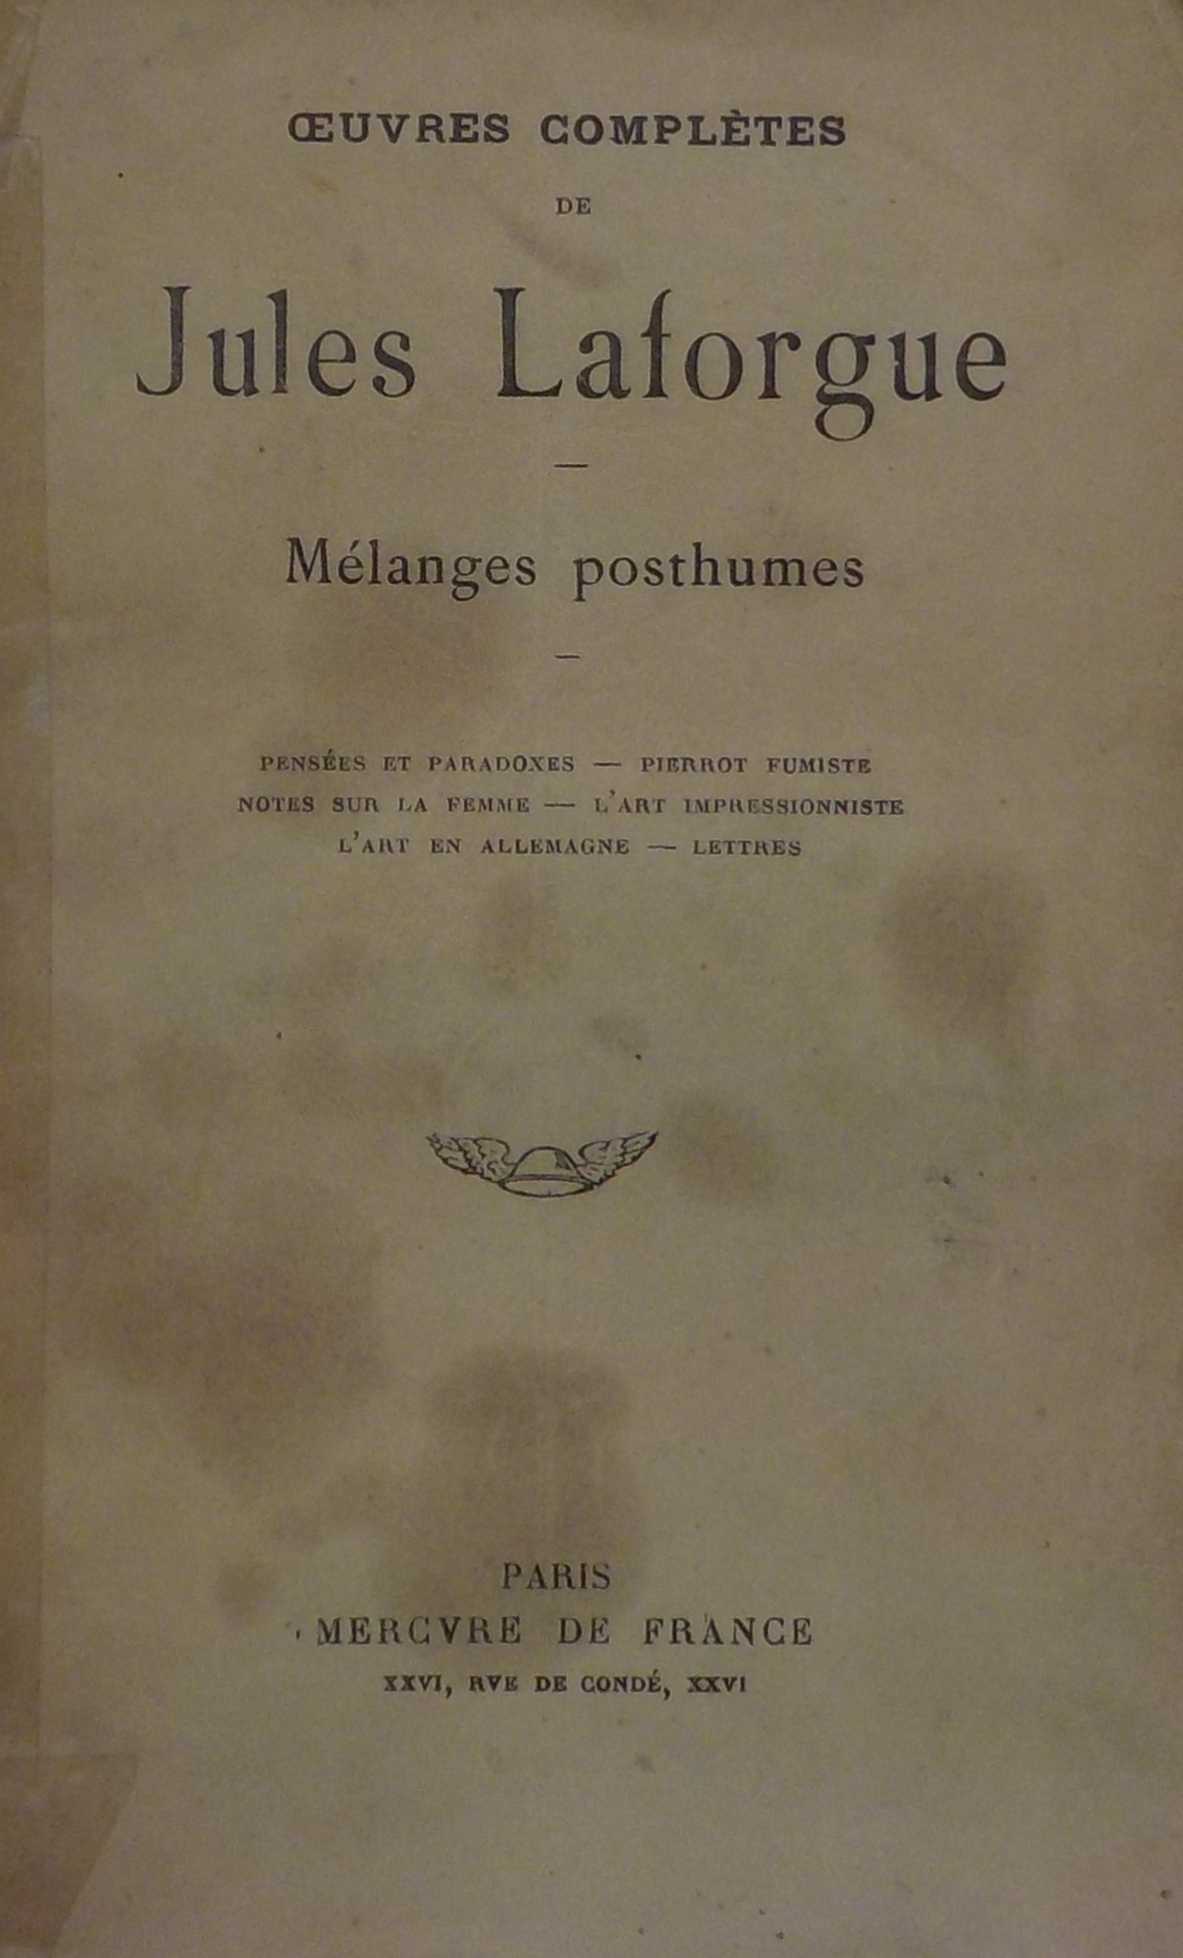 ŒUVRES COMPLÈTES
DE
Jules Laforgue
—
Mélanges posthumes
—
PENSÉES ET PARADOXES — PIERROT FUMISTE
NOTES SUR LA FEMME — L'ART IMPRESSIONNISTE
L'ART EN ALLEMAGNE — LETTRES
PARIS
MERCVRE DE FRANCE
XXVI, RVE DE CONDÉ, XXVI